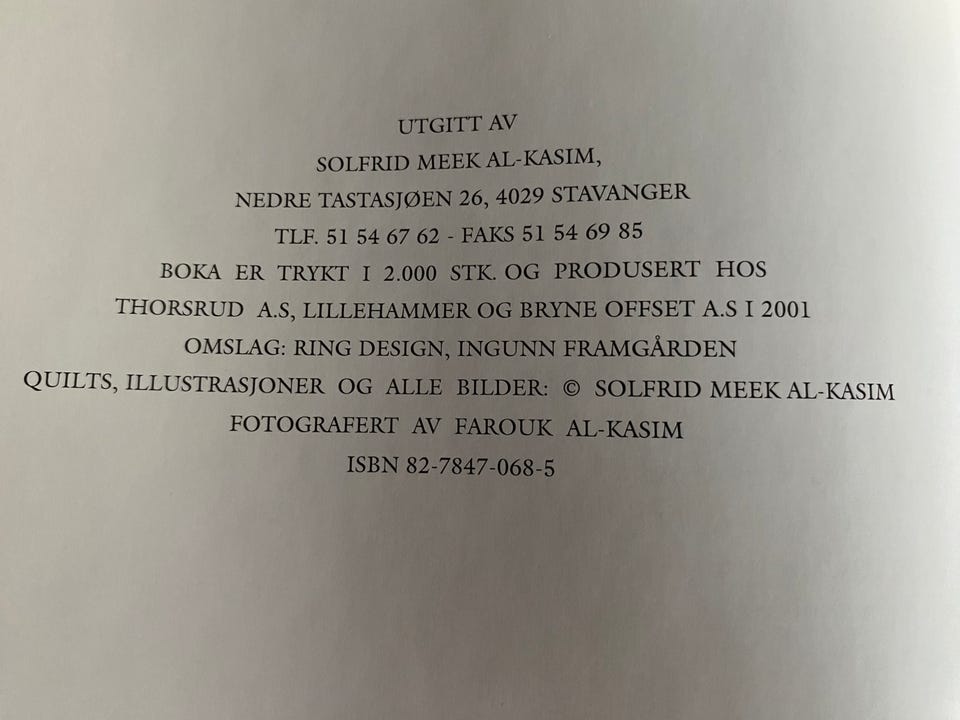 UTGITT AV
SOLFRID MEEK AL-KASIM,
NEDRE TASTASJØEN 26, 4029 STAVANGER
TLF. 51 54 67 62 - FAKS 51 54 69 85
BOKA ER TRYKT I 2.000 STK. OG PRODUSERT HOS
THORSRUD A.S, LILLEHAMMER OG BRYNE OFFSET A.S I 2001
OMSLAG: RING DESIGN, INGUNN FRAMGÅRDEN
QUILTS, ILLUSTRASJONER OG ALLE BILDER: © SOLFRID MEEK AL-KASIM
FOTOGRAFERT AV FAROUK AL-KASIM
ISBN 82-7847-068-5